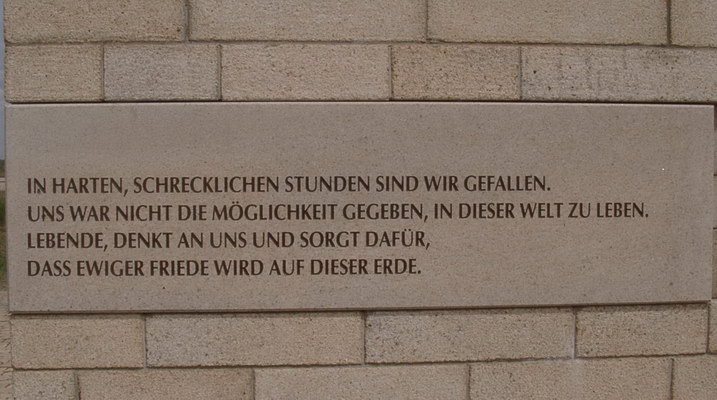 IN HARTEN, SCHRECKLICHEN STUNDEN SIND WIR GEFALLEN.
UNS WAR NICHT DIE MÖGLICHKEIT GEGEBEN, IN DIESER WELT ZU LEBEN.
LEBENDE, DENKT AN UNS UND SORGT DAFÜR,
DASS EWIGER FRIEDE WIRD AUF DIESER ERDE.